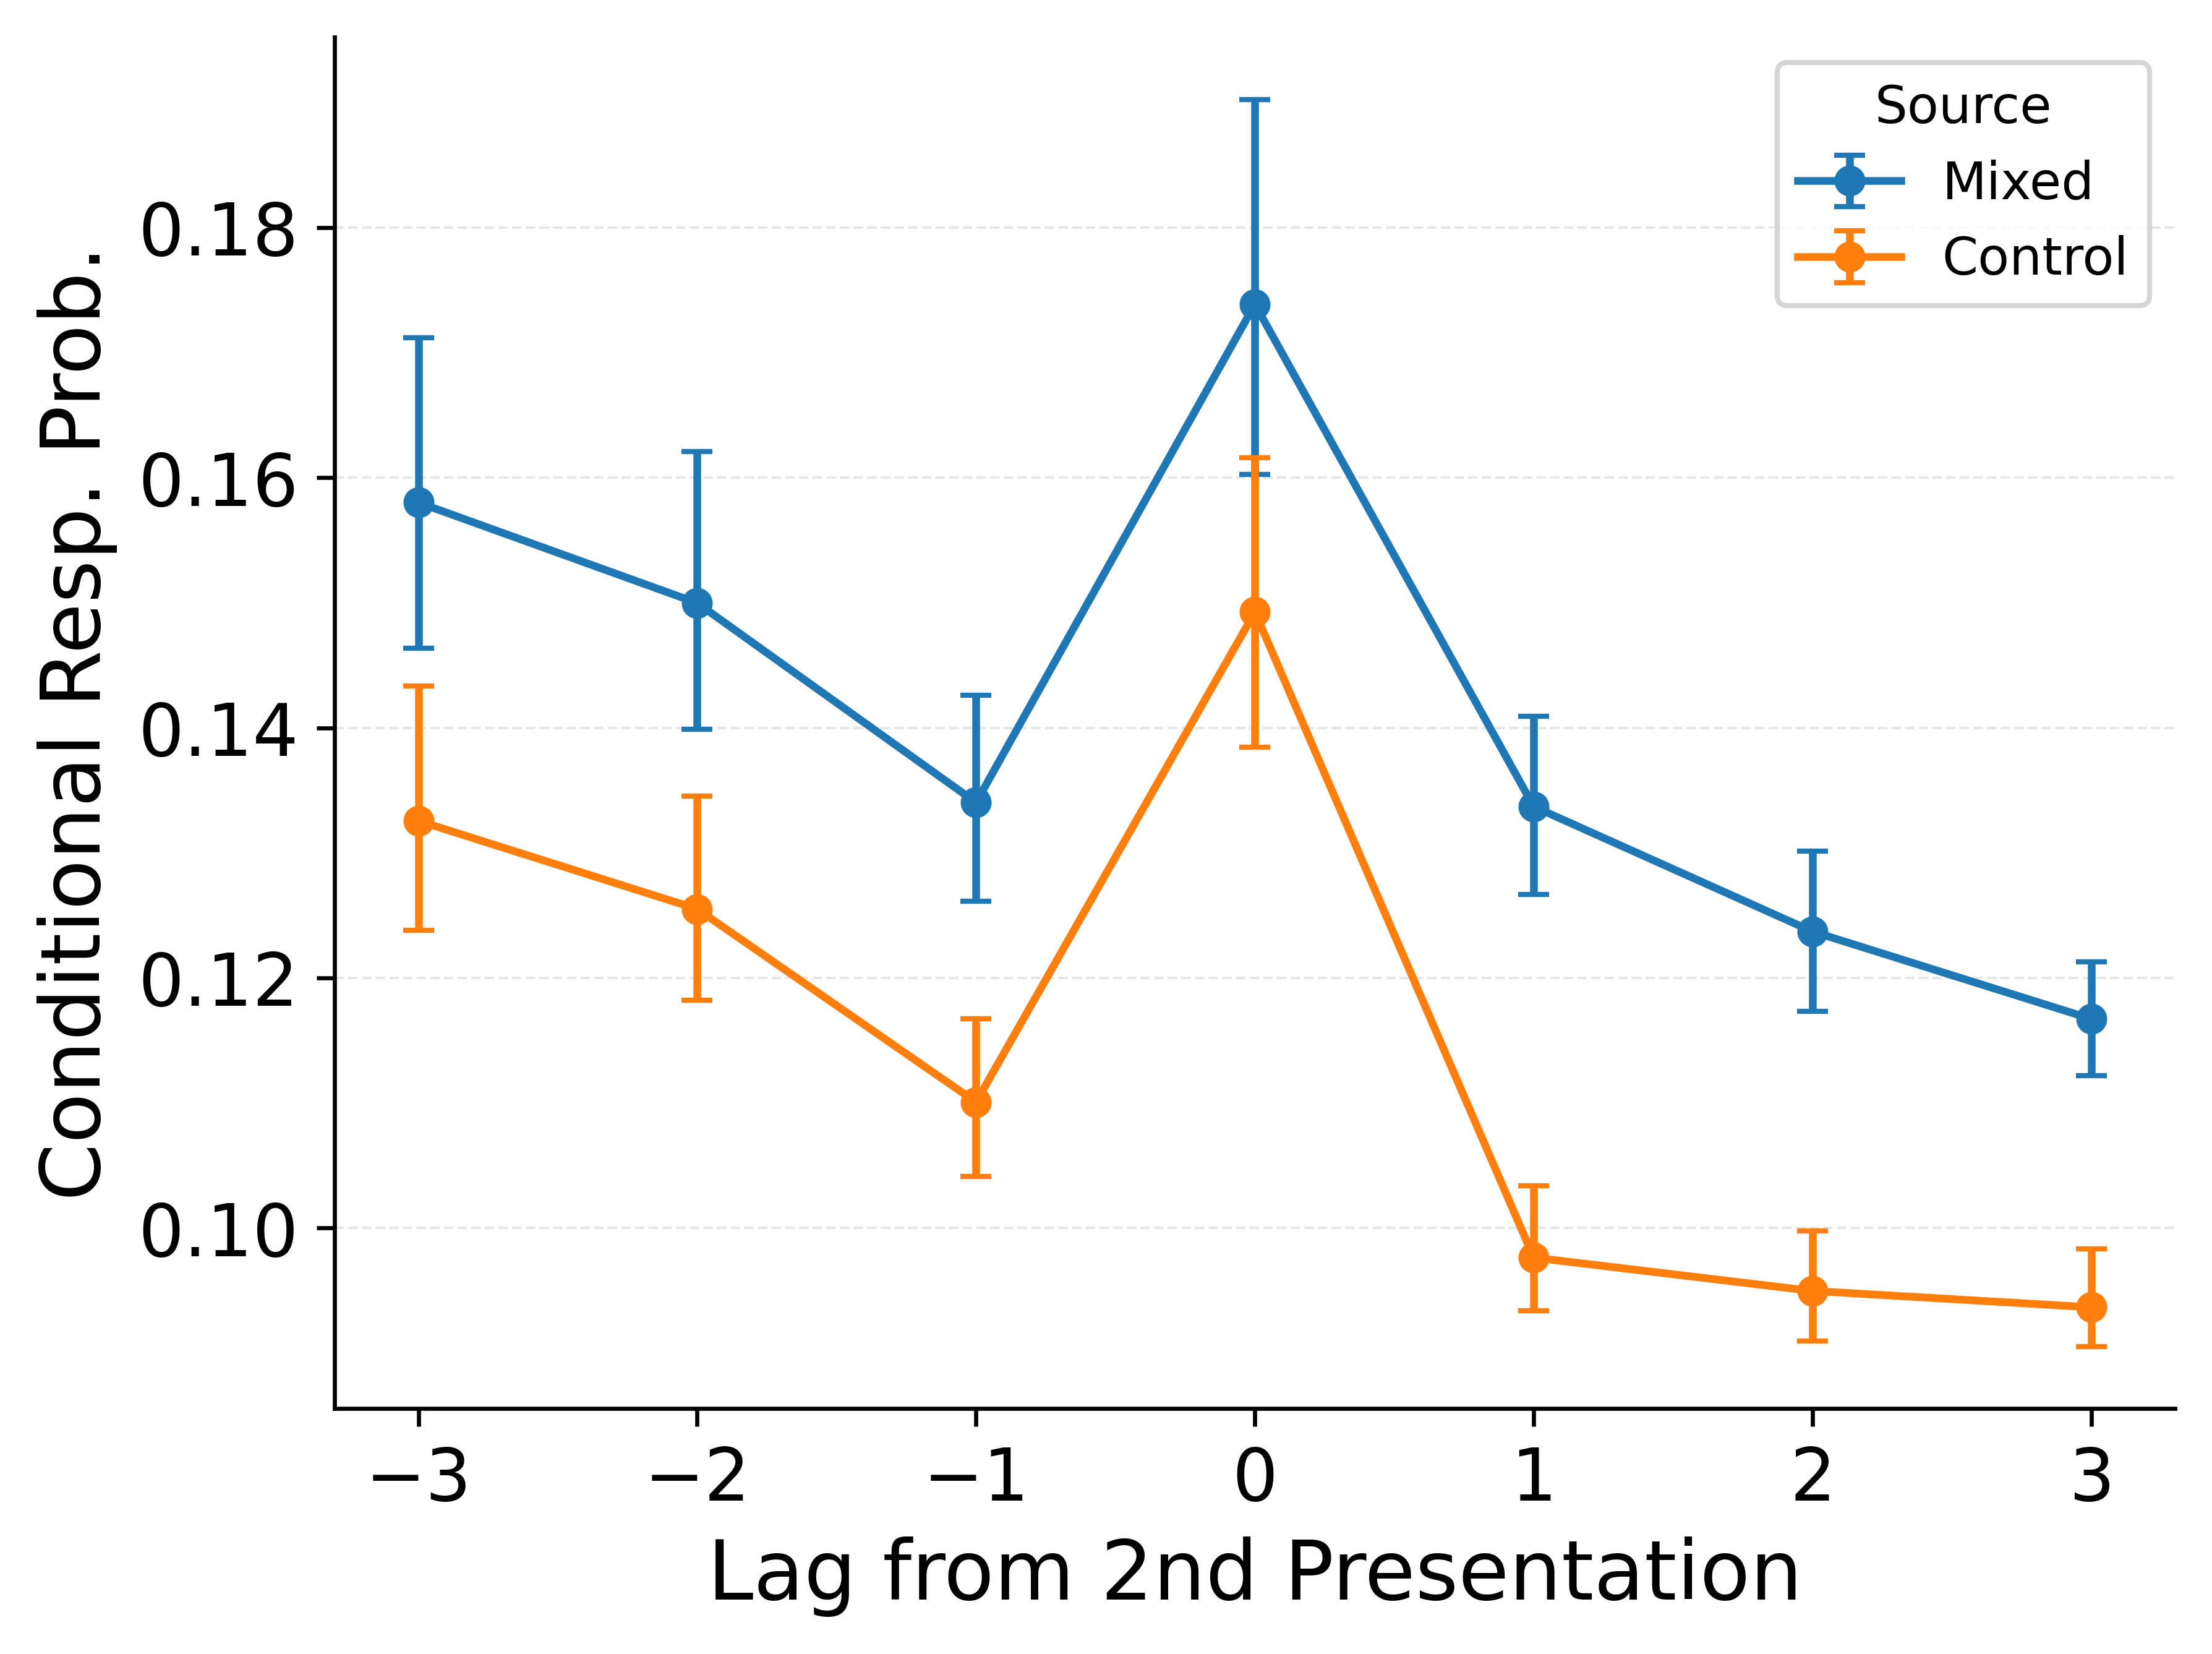 Source
Mixed
Control
Conditional Resp. Prob.
0.18
0.16
0.14
0.12
0.10
−3 −2 −1 0 1 2 3
Lag from 2nd Presentation